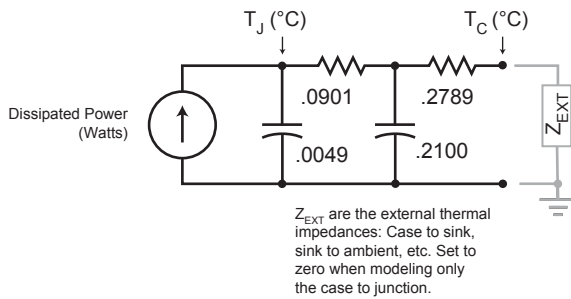 T_J (°C) T_C (°C)
.0901 .2789
Dissipated Power
(Watts)
Z_EXT
.0049 .2100
Z_EXT are the external thermal
impedances: Case to sink,
sink to ambient, etc. Set to
zero when modeling only
the case to junction.